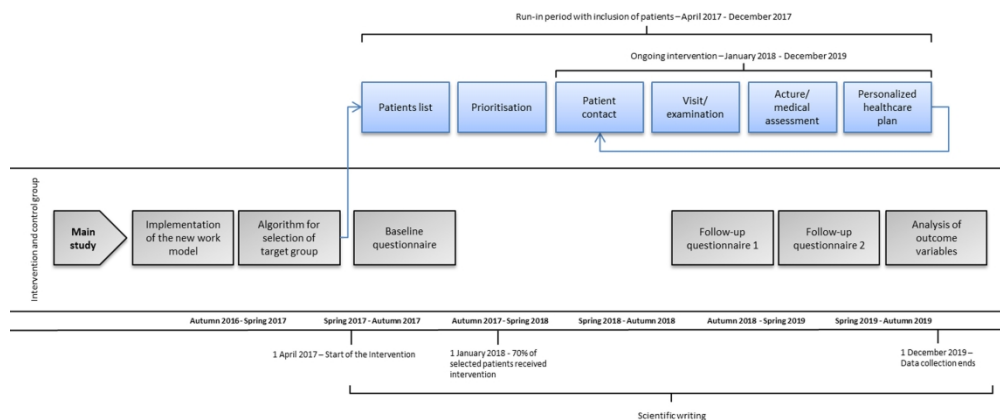 Run-in period with inclusion of patients – April 2017 - December 2017
Ongoing intervention – January 2018 - December 2019
Patients list
Prioritisation
Patient
contact
Visit/
examination
Acture/
medical
assessment
Personalized
healthcare
plan
Intervention and control group
Main
study
Implementation
of the new work
model
Algorithm for
selection of
target group
Baseline
questionnaire
Follow-up
questionnaire 1
Follow-up
questionnaire 2
Analysis of
outcome
variables
Autumn 2016 - Spring 2017
Spring 2017 - Autumn 2017
Autumn 2017 - Spring 2018
Spring 2018 - Autumn 2018
Autumn 2018 - Spring 2019
Spring 2019 - Autumn 2019
1 April 2017 – Start of the Intervention
1 January 2018 - 70% of
selected patients received
intervention
1 December 2019 –
Data collection ends
Scientific writing